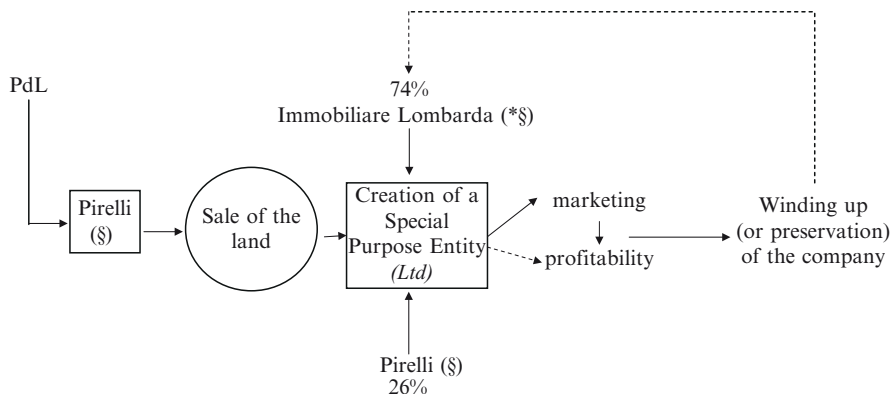 PdL
74%
Immobiliare Lombarda (*§)
Pirelli
(§)
Sale of the
land
Creation of a
Special
Purpose Entity
(Ltd)
marketing
profitability
Winding up
(or preservation)
of the company
Pirelli (§)
26%